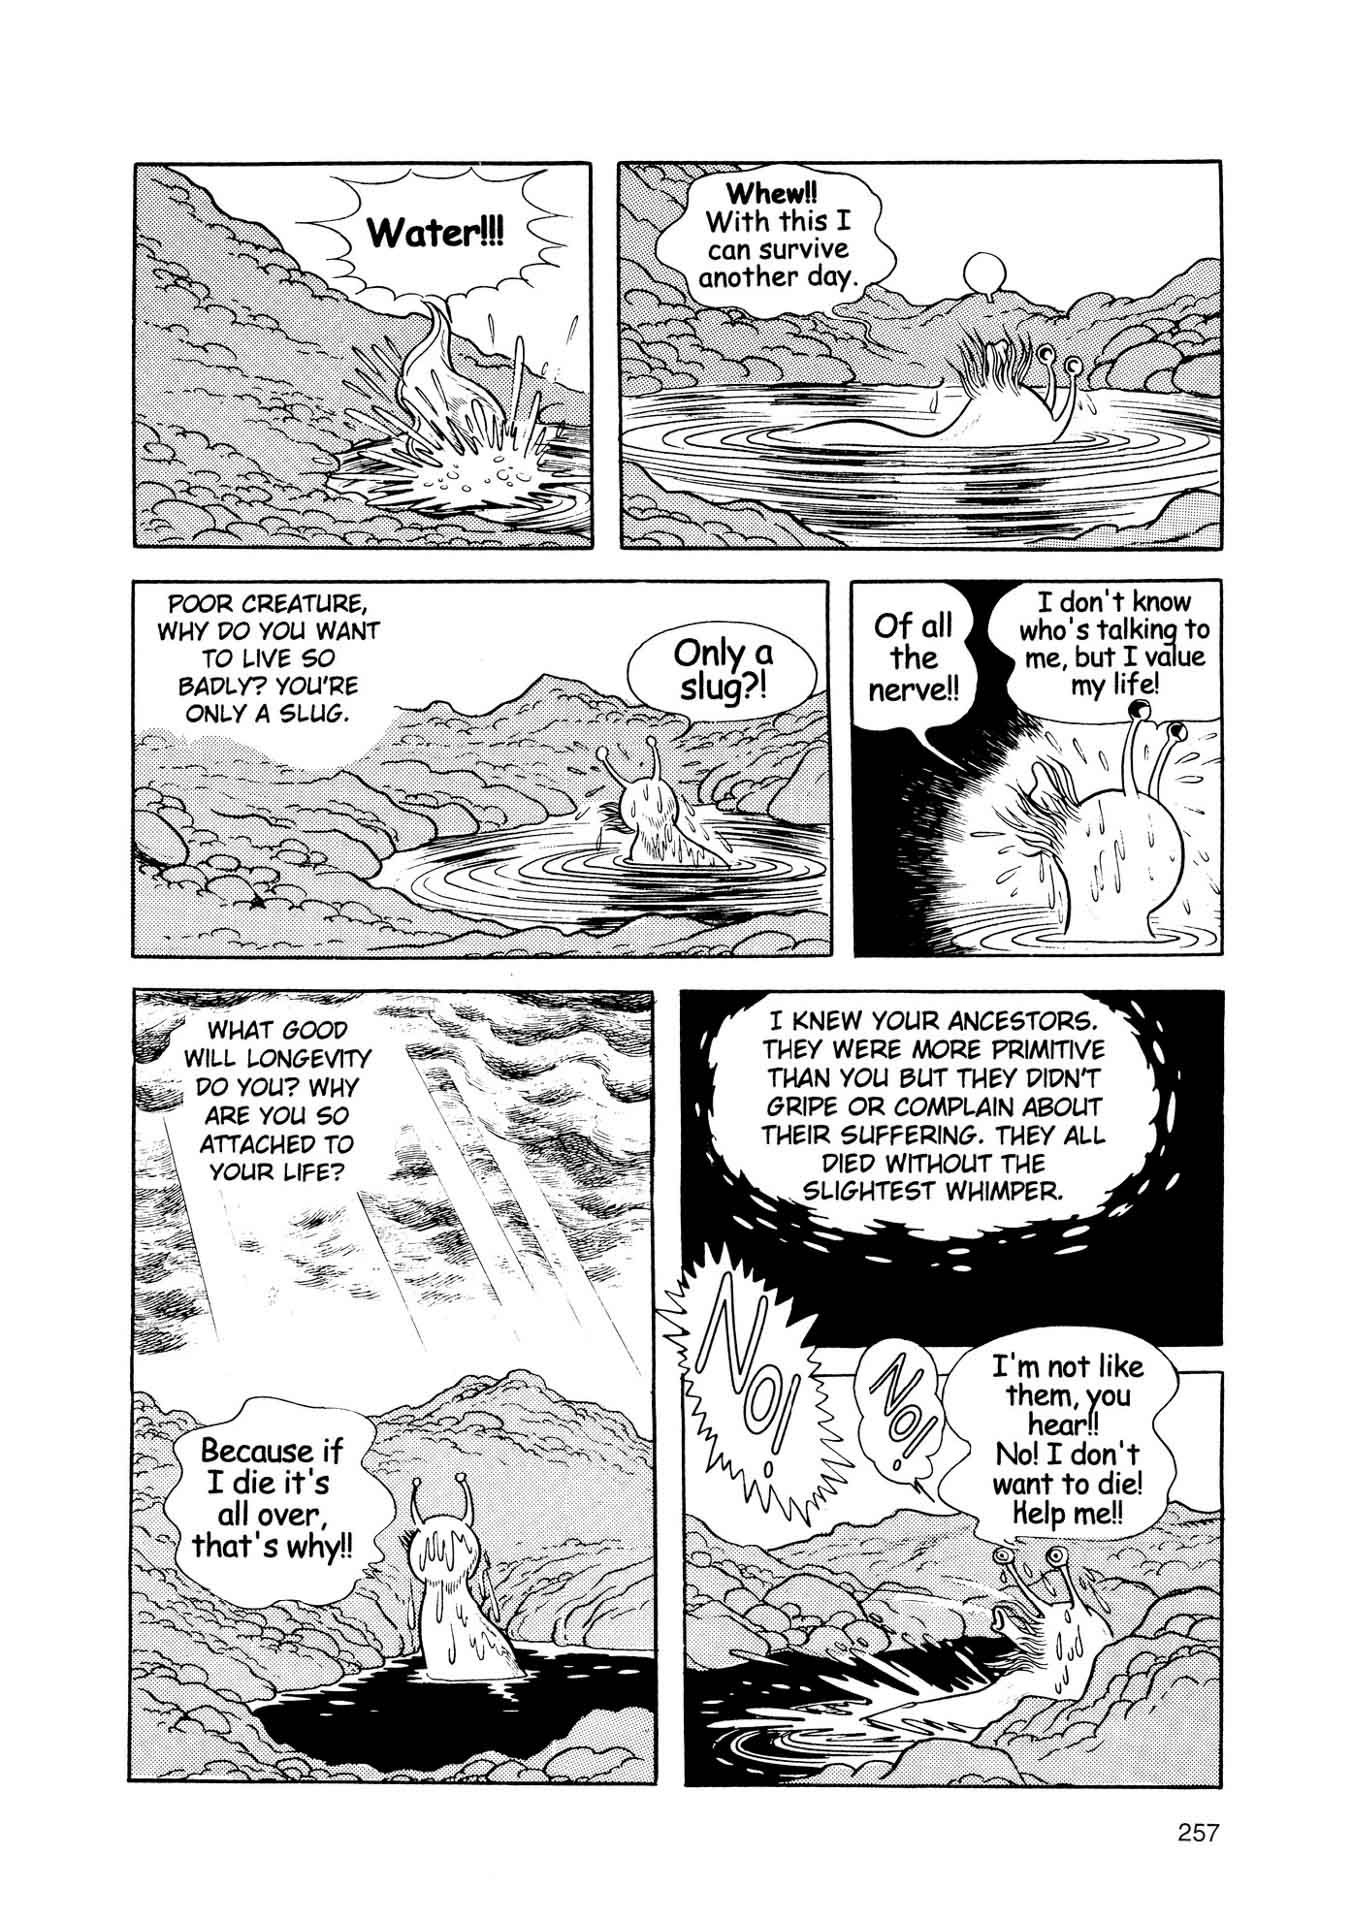 Water!!!
Whew!!
With this I
can survive
another day.
POOR CREATURE,
WHY DO YOU WANT
TO LIVE SO
BADLY? YOU'RE
ONLY A SLUG.
Only a
slug?!
Of all
the
nerve!!
I don't know
who's talking to
me, but I value
my life!
WHAT GOOD
WILL LONGEVITY
DO YOU? WHY
ARE YOU SO
ATTACHED TO
YOUR LIFE?
Because if
I die it's
all over,
that's why!!
I KNEW YOUR ANCESTORS.
THEY WERE MORE PRIMITIVE
THAN YOU BUT THEY DIDN'T
GRIPE OR COMPLAIN ABOUT
THEIR SUFFERING. THEY ALL
DIED WITHOUT THE
SLIGHTEST WHIMPER.
NO!
NO!
I'm not like
them, you
hear!!
No! I don't
want to die!
Help me!!
257